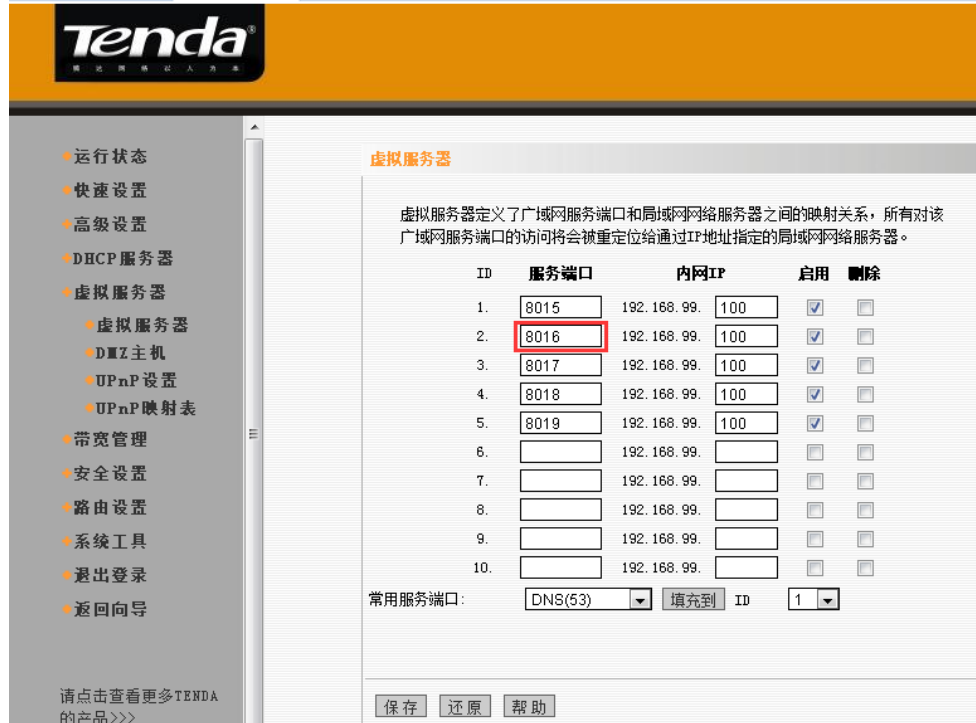 Tenda®
腾达网络以人为本
运行状态
快速设置
高级设置
DHCP服务器
虚拟服务器
虚拟服务器
DMZ主机
UPnP设置
UPnP映射表
带宽管理
安全设置
路由设置
系统工具
退出登录
返回向导
请点击查看更多TENDA
的产品>>>
虚拟服务器
虚拟服务器定义了广域网服务端口和局域网网络服务器之间的映射关系，所有对该
广域网服务端口的访问将会被重定位给通过IP地址指定的局域网网络服务器。
ID 服务端口 内网IP 启用 删除
1. 8015 192.168.99. 100
2. 8016 192.168.99. 100
3. 8017 192.168.99. 100
4. 8018 192.168.99. 100
5. 8019 192.168.99. 100
6. 192.168.99.
7. 192.168.99.
8. 192.168.99.
9. 192.168.99.
10. 192.168.99.
常用服务端口: DNS(53) 填充到 ID 1
保存 还原 帮助